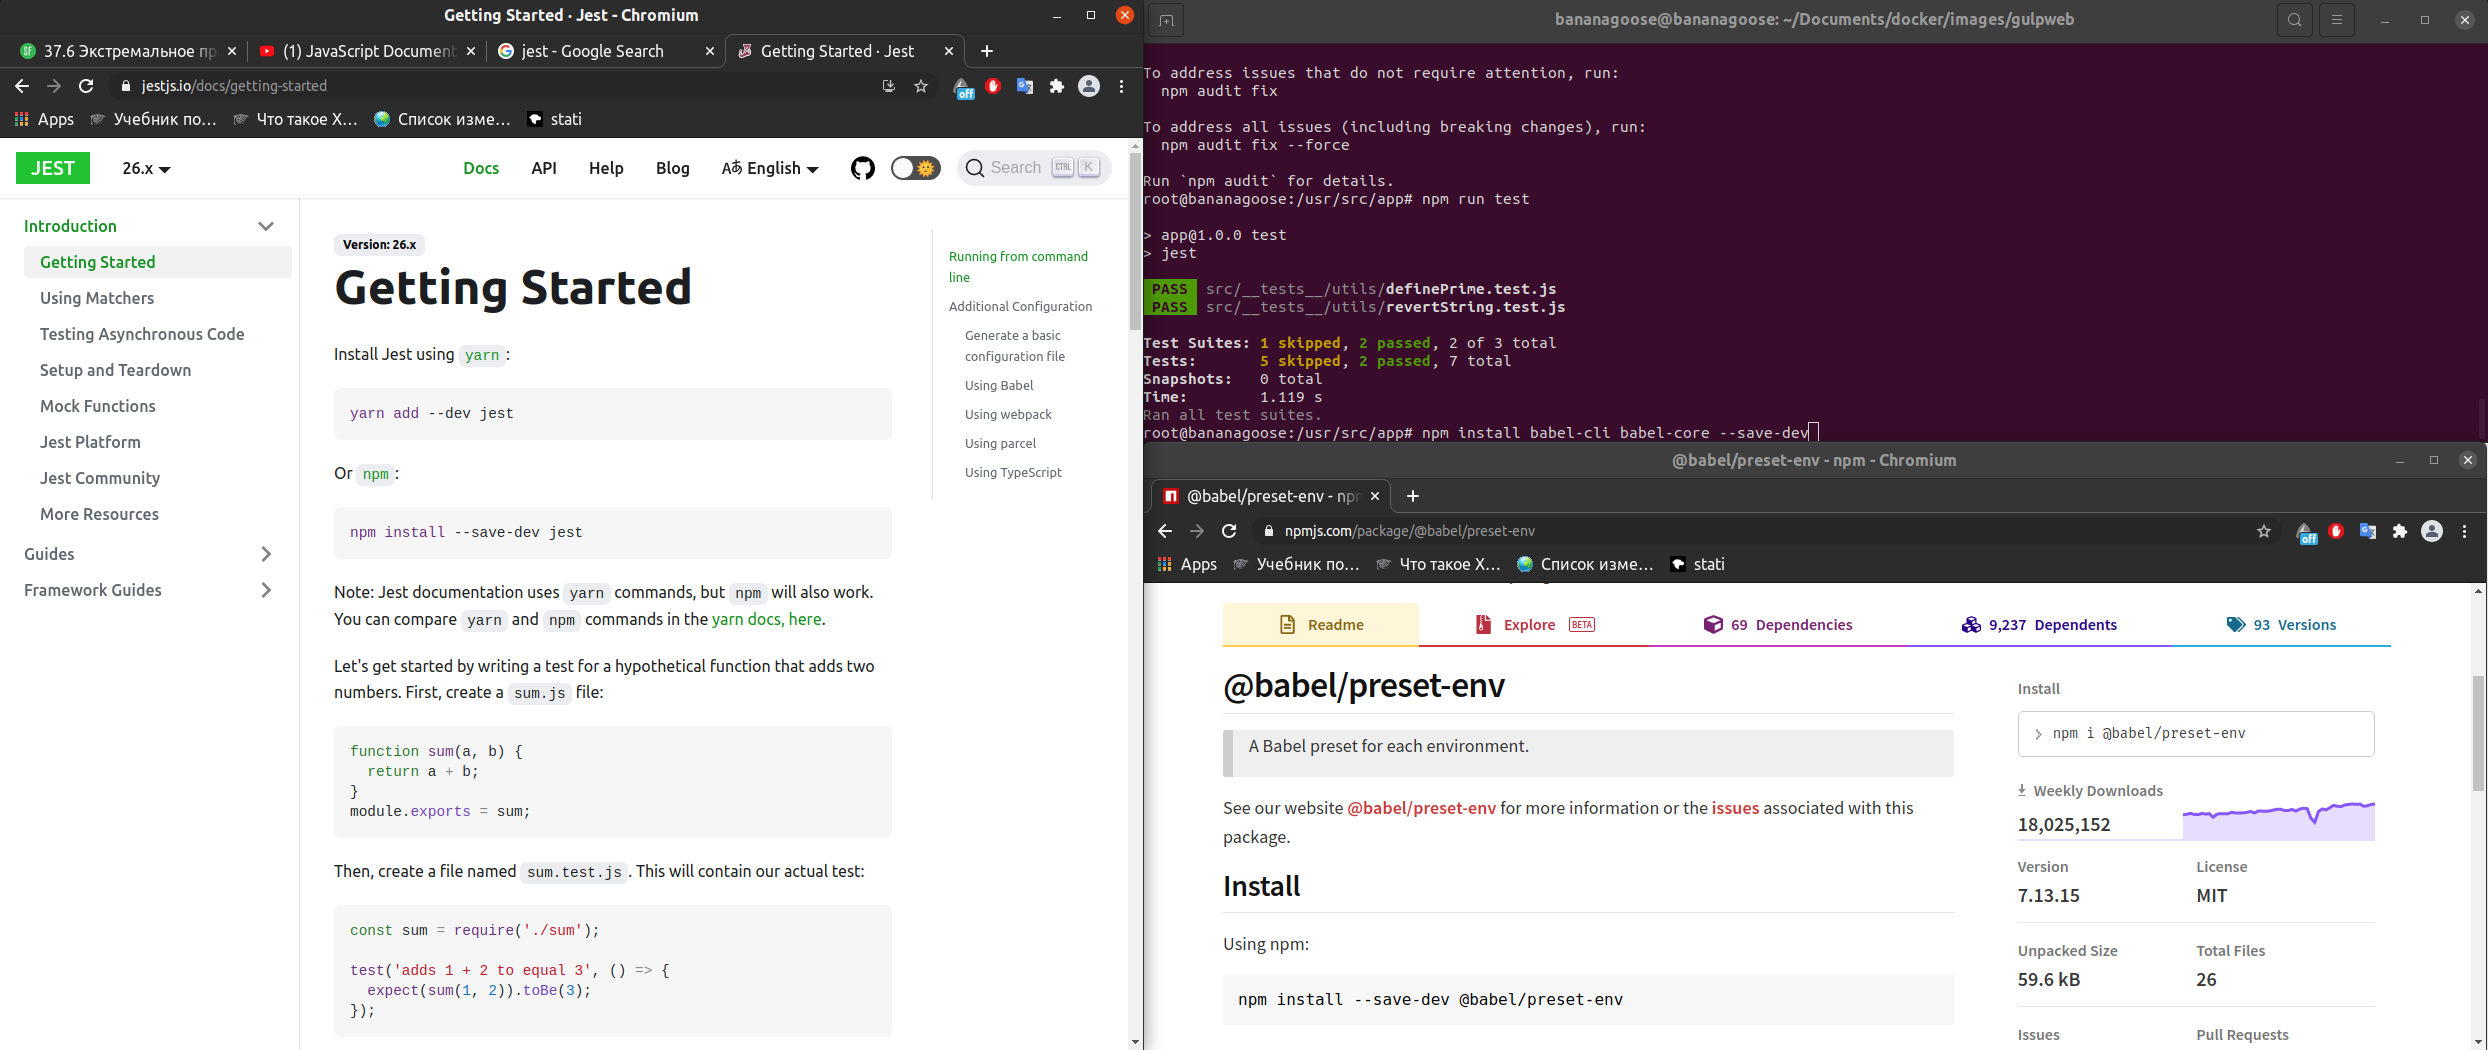 Getting Started · Jest - Chromium
37.6 Экстремальное пр
(1) JavaScript Document
jest - Google Search
Getting Started · Jest
jestjs.io/docs/getting-started
off
Apps
Учебник по...
Что такое X...
Список изме...
stati
JEST
26.x
Docs
API
Help
Blog
English
Search
CTRL
K
Introduction
Getting Started
Using Matchers
Testing Asynchronous Code
Setup and Teardown
Mock Functions
Jest Platform
Jest Community
More Resources
Guides
Framework Guides
Version: 26.x
Getting Started
Install Jest using yarn :
yarn add --dev jest
Or npm :
npm install --save-dev jest
Note: Jest documentation uses yarn commands, but npm will also work.
You can compare yarn and npm commands in the yarn docs, here.
Let's get started by writing a test for a hypothetical function that adds two
numbers. First, create a sum.js file:
function sum(a, b) {
  return a + b;
}
module.exports = sum;
Then, create a file named sum.test.js . This will contain our actual test:
const sum = require('./sum');
test('adds 1 + 2 to equal 3', () => {
  expect(sum(1, 2)).toBe(3);
});
Running from command
line
Additional Configuration
Generate a basic
configuration file
Using Babel
Using webpack
Using parcel
Using TypeScript
bananagoose@bananagoose: ~/Documents/docker/images/gulpweb
To address issues that do not require attention, run:
  npm audit fix
To address all issues (including breaking changes), run:
  npm audit fix --force
Run `npm audit` for details.
root@bananagoose:/usr/src/app# npm run test
> app@1.0.0 test
> jest
PASS src/__tests__/utils/definePrime.test.js
PASS src/__tests__/utils/revertString.test.js
Test Suites: 1 skipped, 2 passed, 2 of 3 total
Tests:       5 skipped, 2 passed, 7 total
Snapshots:   0 total
Time:        1.119 s
Ran all test suites.
root@bananagoose:/usr/src/app# npm install babel-cli babel-core --save-dev
@babel/preset-env - npm - Chromium
@babel/preset-env - npm
npmjs.com/package/@babel/preset-env
off
Apps
Учебник по...
Что такое X...
Список изме...
stati
Readme
Explore BETA
69 Dependencies
9,237 Dependents
93 Versions
@babel/preset-env
A Babel preset for each environment.
See our website @babel/preset-env for more information or the issues associated with this
package.
Install
Using npm:
npm install --save-dev @babel/preset-env
Install
npm i @babel/preset-env
Weekly Downloads
18,025,152
Version
7.13.15
License
MIT
Unpacked Size
59.6 kB
Total Files
26
Issues
Pull Requests